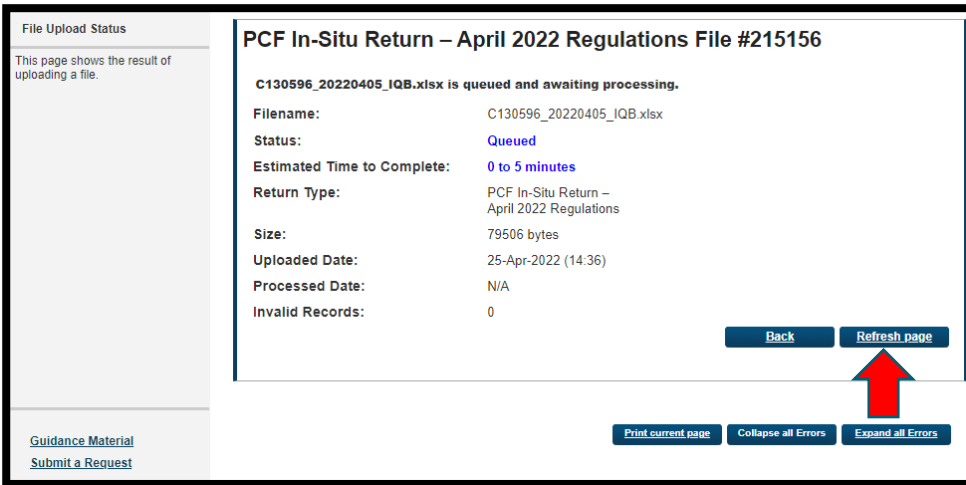 File Upload Status
This page shows the result of
uploading a file.
PCF In-Situ Return – April 2022 Regulations File #215156
C130596_20220405_IQB.xlsx is queued and awaiting processing.
Filename: C130596_20220405_IQB.xlsx
Status: Queued
Estimated Time to Complete: 0 to 5 minutes
Return Type: PCF In-Situ Return –
April 2022 Regulations
Size: 79506 bytes
Uploaded Date: 25-Apr-2022 (14:36)
Processed Date: N/A
Invalid Records: 0
Back Refresh page
Print current page Collapse all Errors Expand all Errors
Guidance Material
Submit a Request